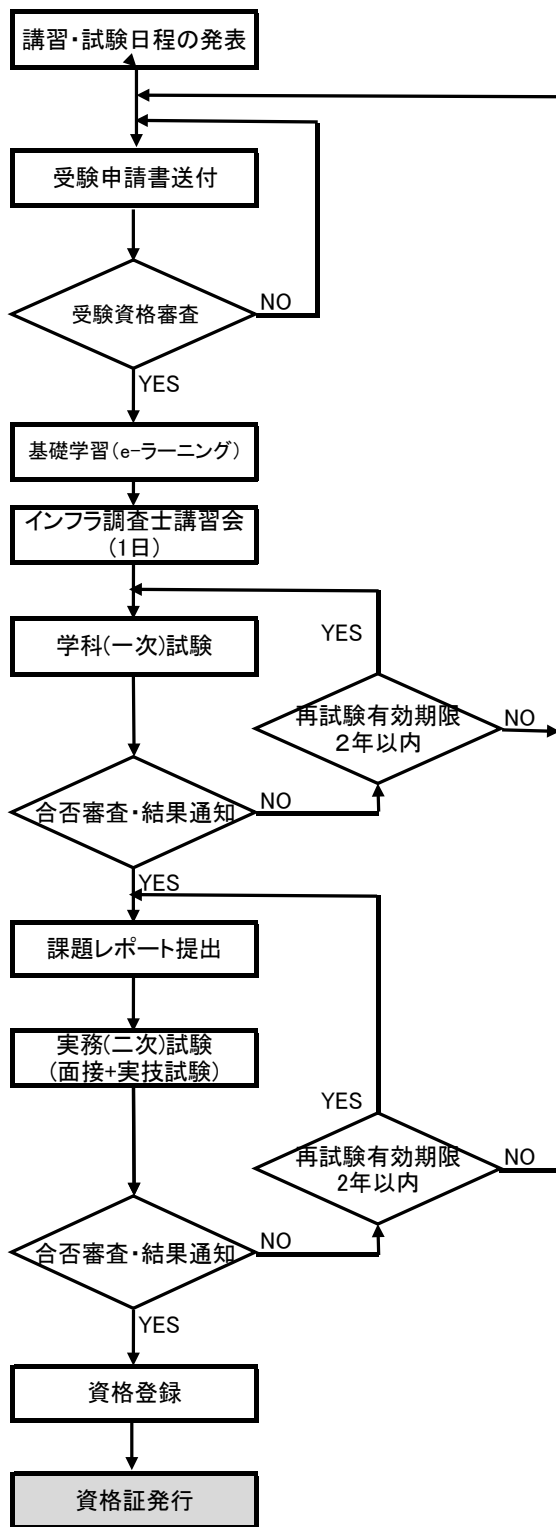 講習・試験日程の発表
受験申請書送付
受験資格審査
NO
YES
基礎学習(e-ラーニング)
インフラ調査士講習会
(1日)
学科(一次)試験
YES
再試験有効期限
２年以内
NO
合否審査・結果通知
NO
YES
課題レポート提出
実務(二次)試験
(面接+実技試験)
YES
再試験有効期限
2年以内
NO
合否審査・結果通知
NO
YES
資格登録
資格証発行